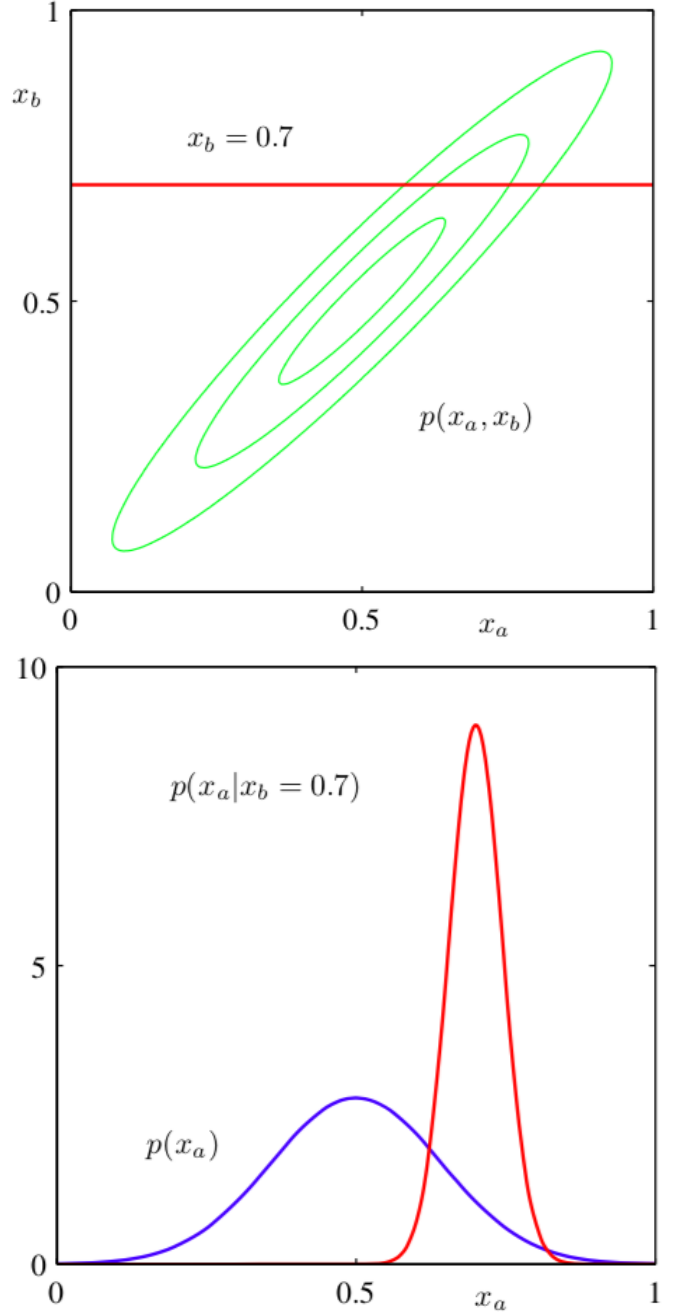 1
x_b
x_b = 0.7
0.5
p(x_a, x_b)
0
0 0.5 x_a 1
10
p(x_a|x_b = 0.7)
5
p(x_a)
0
0 0.5 x_a 1